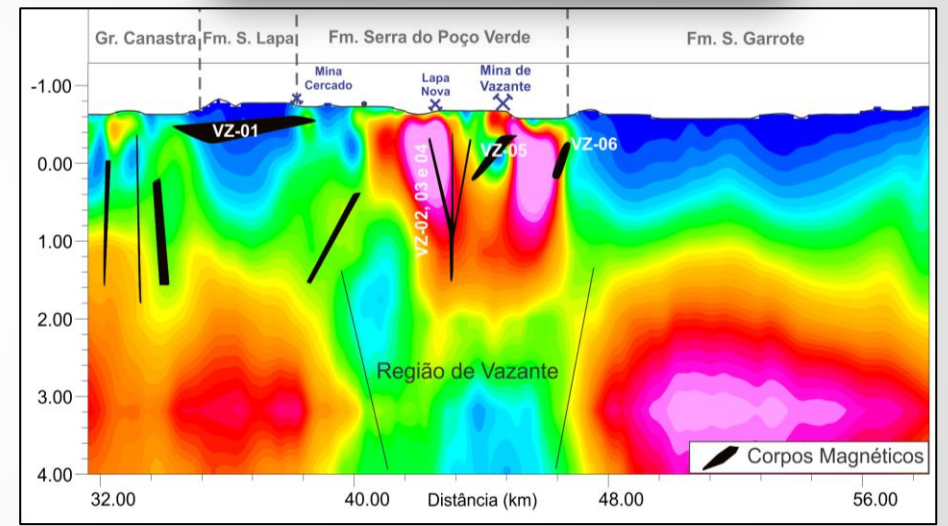 Gr. Canastra Fm. S. Lapa Fm. Serra do Poço Verde Fm. S. Garrote
Mina Cercado
Lapa Nova
Mina de Vazante
-1.00
0.00
1.00
2.00
3.00
4.00
VZ-01
VZ-02, 03 e 04
VZ-05
VZ-06
Região de Vazante
Corpos Magnéticos
32.00 40.00 Distância (km) 48.00 56.00